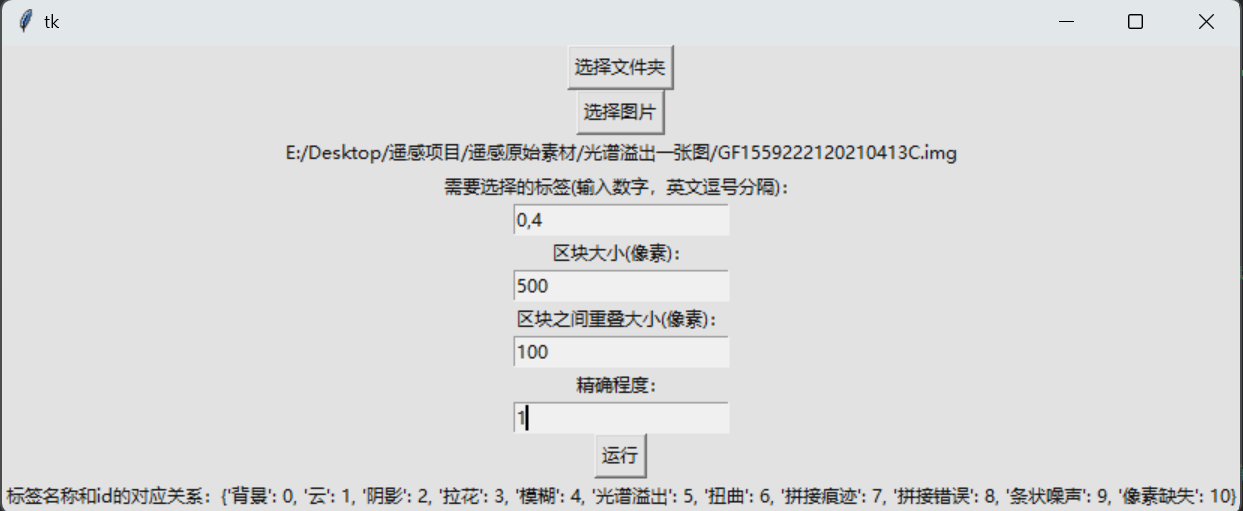 tk
选择文件夹
选择图片
E:/Desktop/遥感项目/遥感原始素材/光谱溢出一张图/GF1559222120210413C.img
需要选择的标签(输入数字，英文逗号分隔)：
0,4
区块大小(像素)：
500
区块之间重叠大小(像素)：
100
精确程度：
1
运行
标签名称和id的对应关系：{'背景': 0, '云': 1, '阴影': 2, '拉花': 3, '模糊': 4, '光谱溢出': 5, '扭曲': 6, '拼接痕迹': 7, '拼接错误': 8, '条状噪声': 9, '像素缺失': 10}